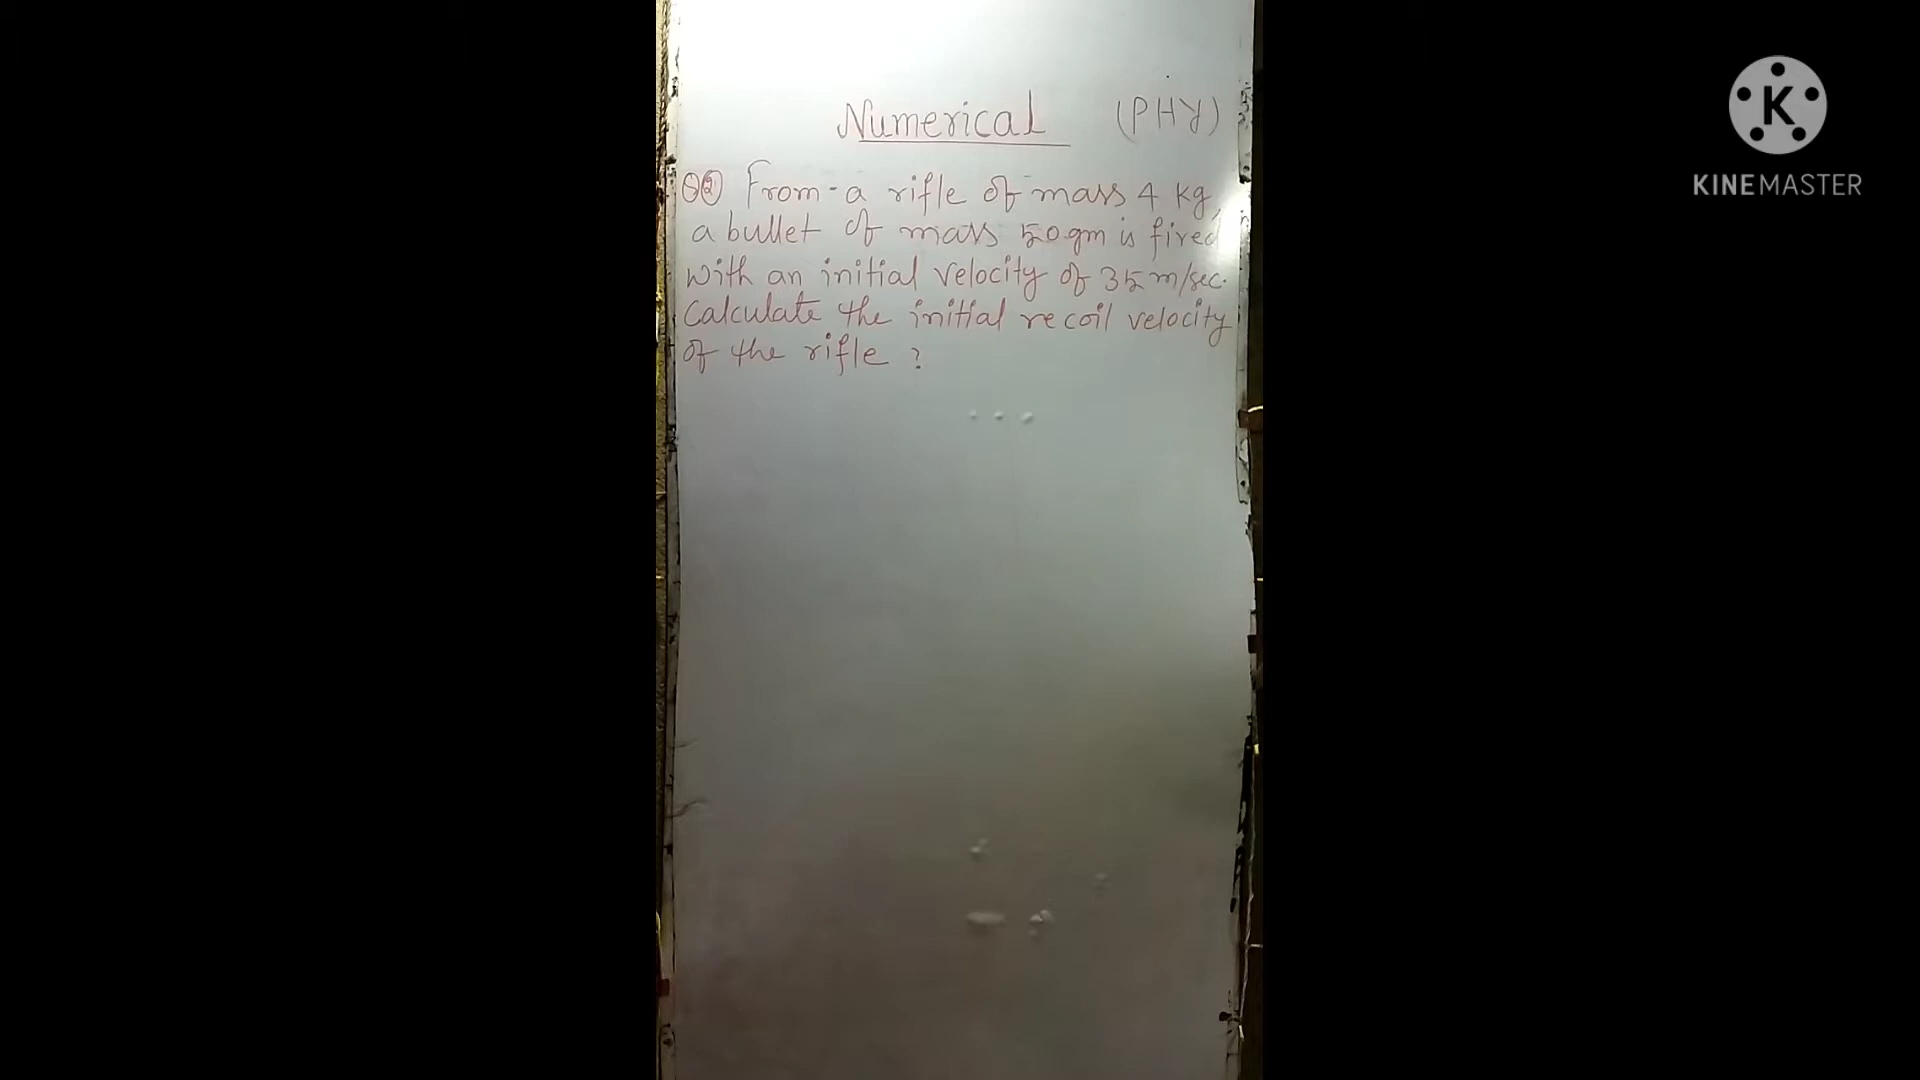 Numerical (PHY)
Q② From a rifle of mass 4 kg,
a bullet of mass 50 gm is fired
with an initial velocity of 35 m/sec.
Calculate the initial recoil velocity
of the rifle ?
K
KINEMASTER